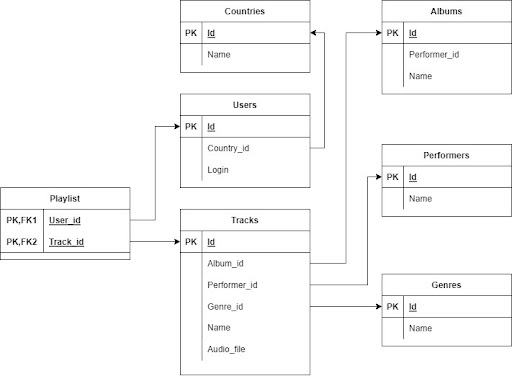 Countries
PK Id
Name
Albums
PK Id
Performer_id
Name
Users
PK Id
Country_id
Login
Performers
PK Id
Name
Playlist
PK,FK1 User_id
PK,FK2 Track_id
Tracks
PK Id
Album_id
Performer_id
Genre_id
Name
Audio_file
Genres
PK Id
Name